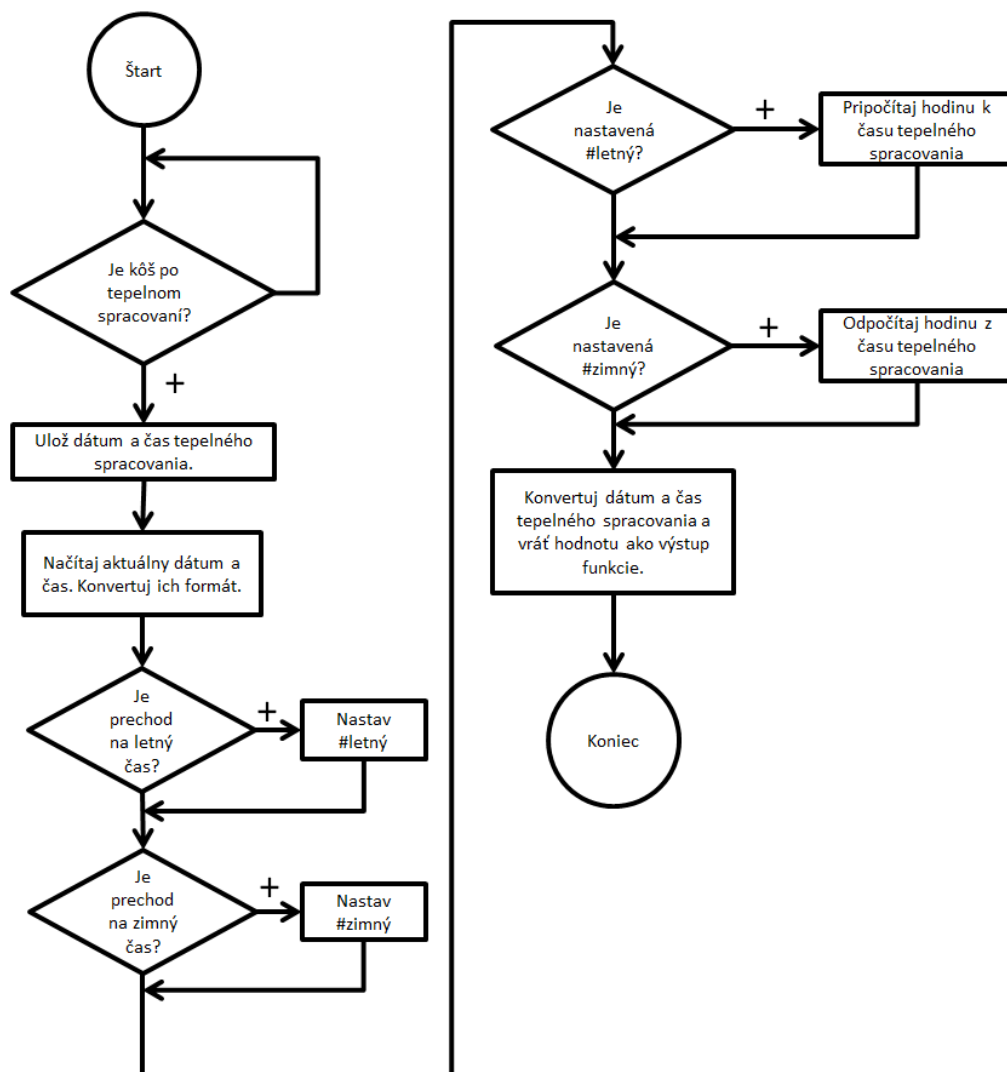 Štart
Je kôš po
tepelnom
spracovaní?
+
Ulož dátum a čas tepelného
spracovania.
Načítaj aktuálny dátum a
čas. Konvertuj ich formát.
Je
prechod
na letný
čas?
+
Nastav
#letný
Je
prechod
na zimný
čas?
+
Nastav
#zimný
Je
nastavená
#letný?
+
Pripočítaj hodinu k
času tepelného
spracovania
Je
nastavená
#zimný?
+
Odpočítaj hodinu z
času tepelného
spracovania
Konvertuj dátum a čas
tepelného spracovania a
vráť hodnotu ako výstup
funkcie.
Koniec